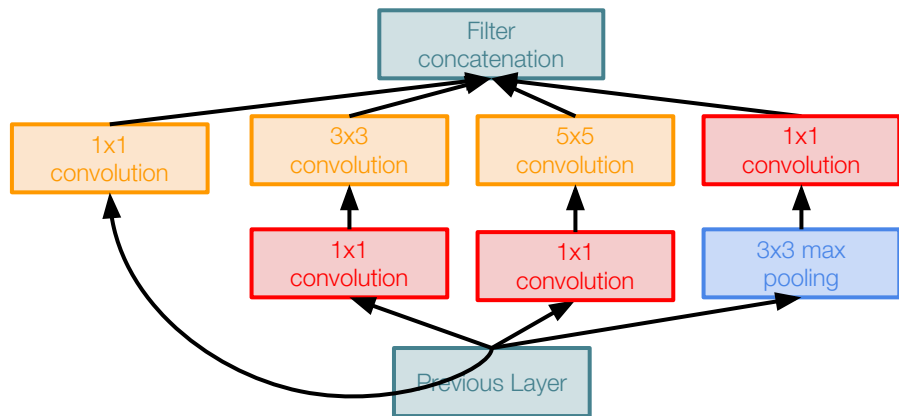 Filter
concatenation
1x1
convolution
3x3
convolution
5x5
convolution
1x1
convolution
1x1
convolution
1x1
convolution
3x3 max
pooling
Previous Layer